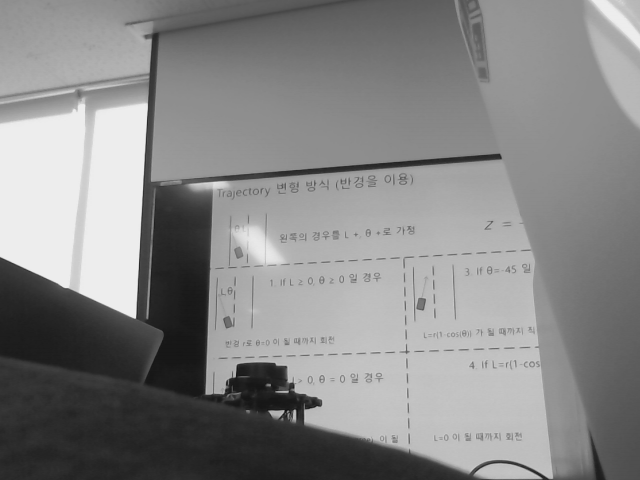 Trajectory 변형 방식 (반경을 이용)
왼쪽의 경우를 L +, θ +로 가정
Z =
1. If L ≥ 0, θ ≥ 0 일 경우
Lθ
반경 r로 θ=0이 될 때까지 회전
3. If θ=-45 일
L=r(1-cos(θ)) 가 될 때까지 직
> 0, θ = 0 일 경우
이 될
4. If L=r(1-cos
L=0 이 될 때까지 회전